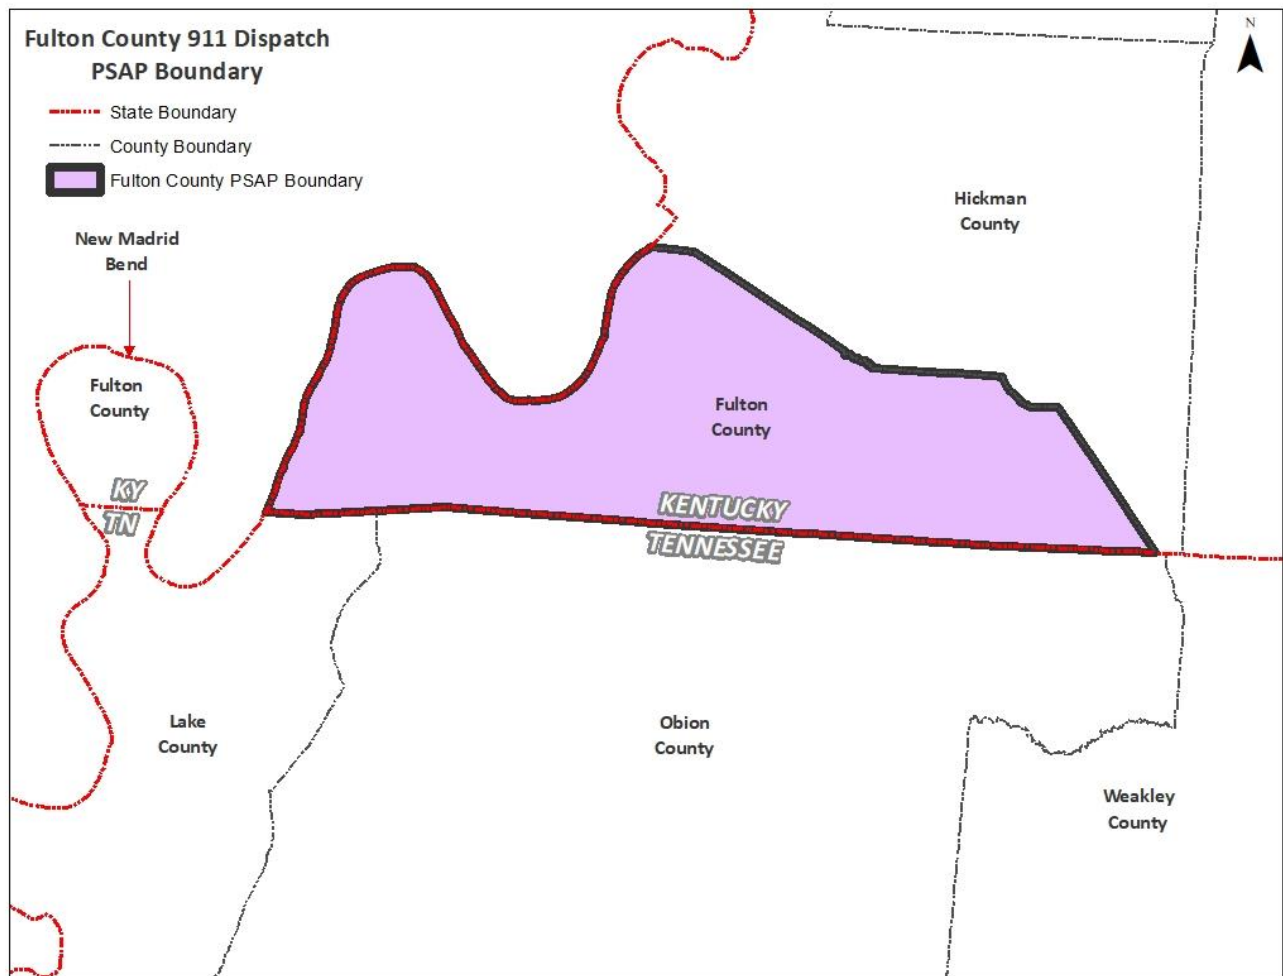 Fulton County 911 Dispatch
PSAP Boundary
N
State Boundary
County Boundary
Fulton County PSAP Boundary
New Madrid
Bend
Hickman
County
Fulton
County
Fulton
County
KY
TN
KENTUCKY
TENNESSEE
Lake
County
Obion
County
Weakley
County